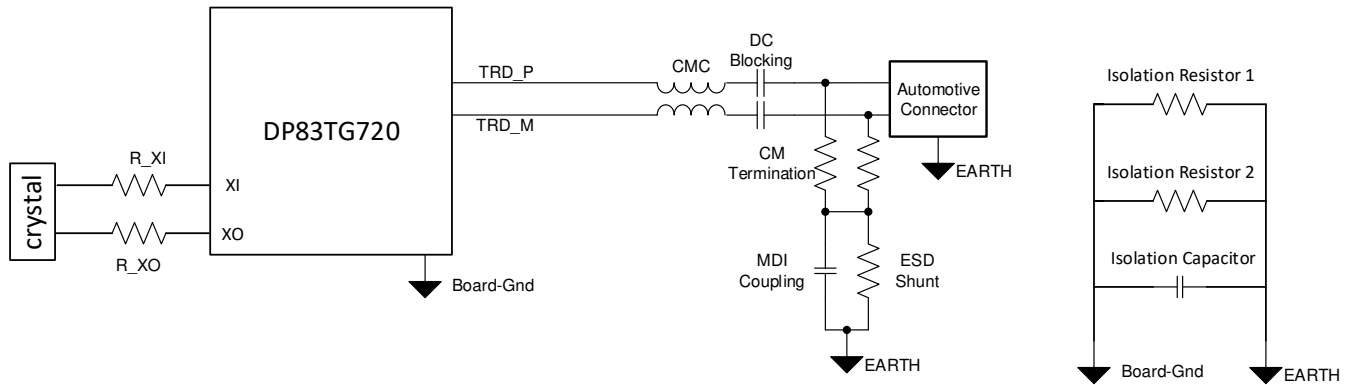 DP83TG720
XI
XO
crystal
R_XI
R_XO
Board-Gnd
TRD_P
TRD_M
CMC
DC
Blocking
Automotive
Connector
EARTH
CM
Termination
MDI
Coupling
ESD
Shunt
EARTH
Isolation Resistor 1
Isolation Resistor 2
Isolation Capacitor
Board-Gnd
EARTH